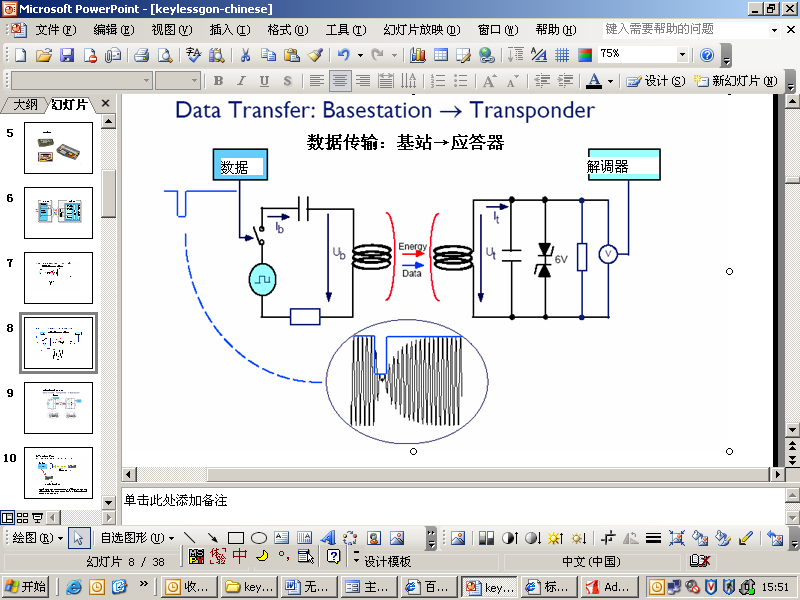 Microsoft PowerPoint - [keylessgon-chinese]
文件(F) 编辑(E) 视图(V) 插入(I) 格式(O) 工具(T) 幻灯片放映(D) 窗口(W) 帮助(H) 键入需要帮助的问题
75%
B I U S A A A 设计(S) 新幻灯片(N)
大纲 幻灯片
5
6
7
8
9
10
Data Transfer: Basestation → Transponder
数据传输：基站→应答器
数据
解调器
Ib
It
Ub
Energy
Data
Ut
6V
V
单击此处添加备注
绘图(R) 自选图形(U)
幻灯片 8 / 38 中 设计模板 中文(中国)
开始 收... key... 无... 主... 百... key... 标... Ad... 15:51